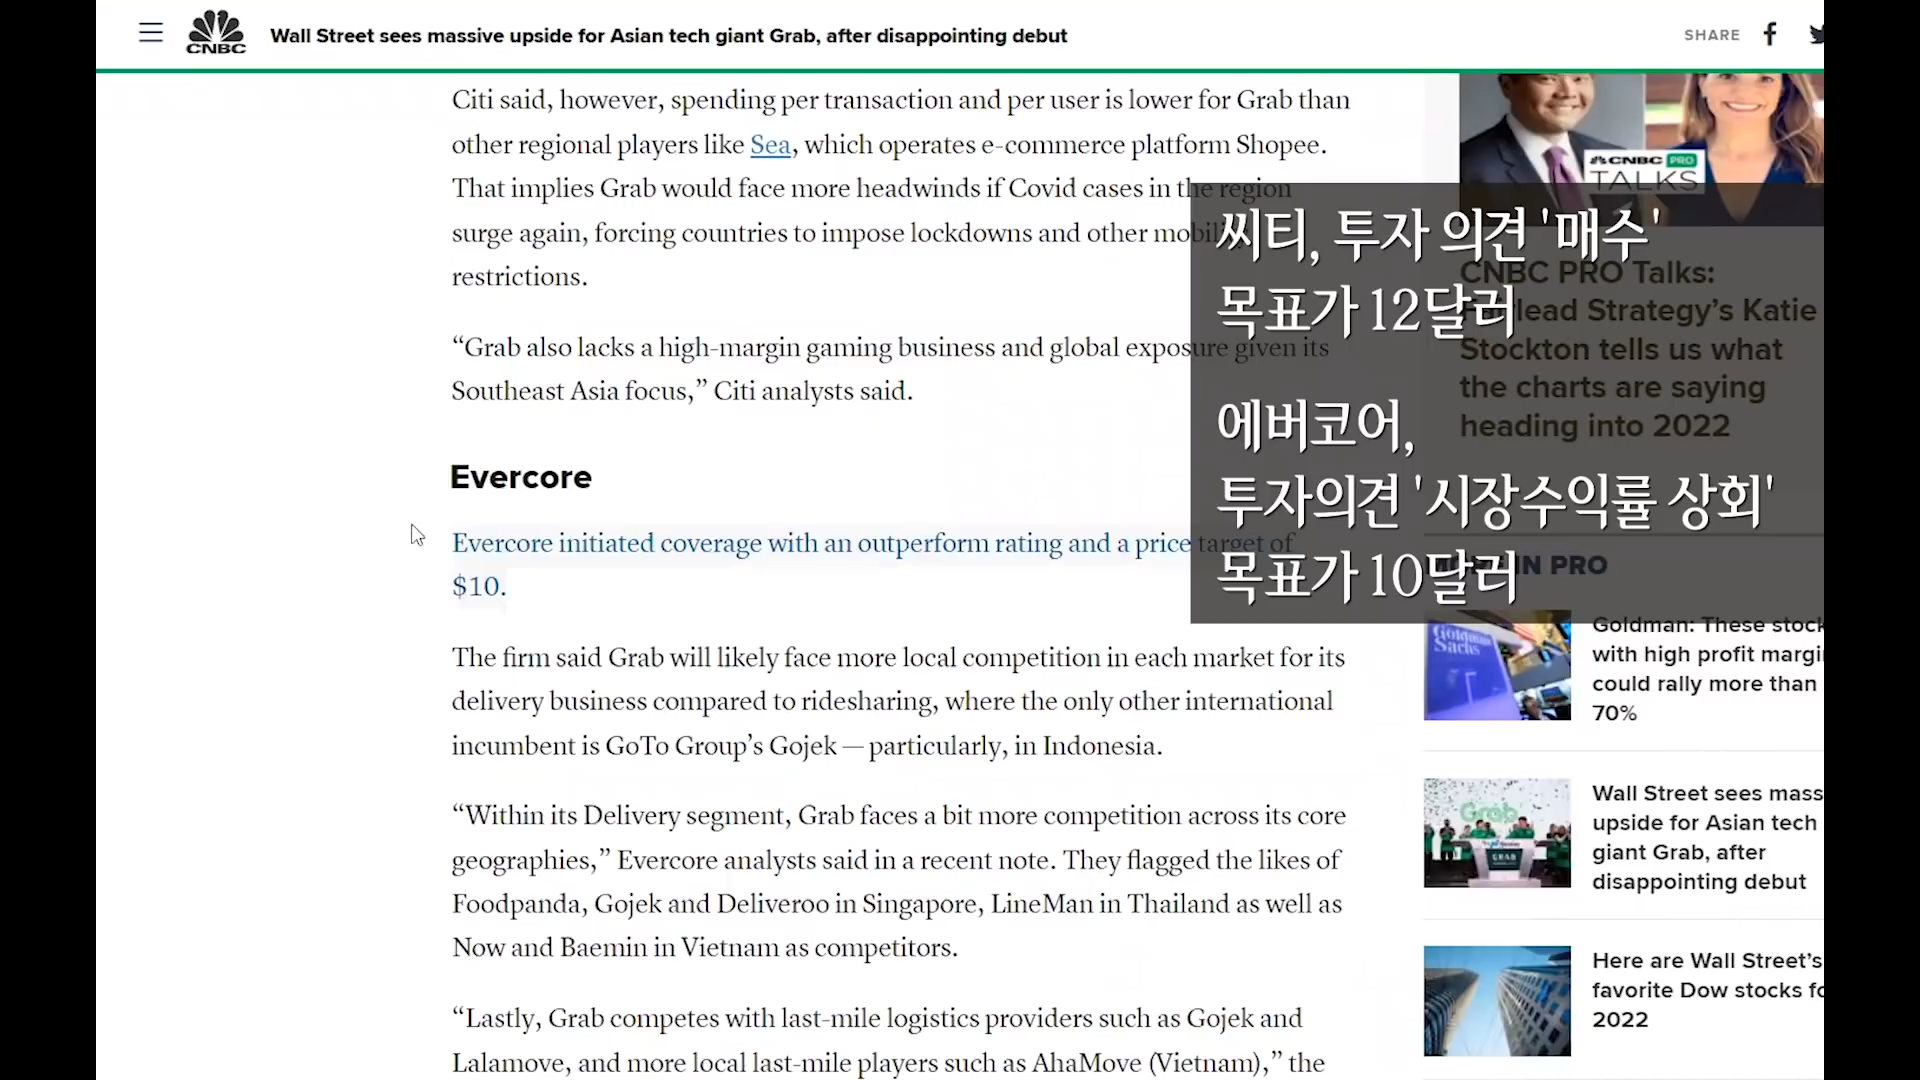 CNBC
Wall Street sees massive upside for Asian tech giant Grab, after disappointing debut
SHARE
Citi said, however, spending per transaction and per user is lower for Grab than
other regional players like Sea, which operates e-commerce platform Shopee.
That implies Grab would face more headwinds if Covid cases in the region
surge again, forcing countries to impose lockdowns and other mobility
restrictions.
“Grab also lacks a high-margin gaming business and global exposure given its
Southeast Asia focus,” Citi analysts said.
Evercore
Evercore initiated coverage with an outperform rating and a price target of
$10.
The firm said Grab will likely face more local competition in each market for its
delivery business compared to ridesharing, where the only other international
incumbent is GoTo Group’s Gojek — particularly, in Indonesia.
“Within its Delivery segment, Grab faces a bit more competition across its core
geographies,” Evercore analysts said in a recent note. They flagged the likes of
Foodpanda, Gojek and Deliveroo in Singapore, LineMan in Thailand as well as
Now and Baemin in Vietnam as competitors.
“Lastly, Grab competes with last-mile logistics providers such as Gojek and
Lalamove, and more local last-mile players such as AhaMove (Vietnam),” the
씨티, 투자 의견 '매수'
목표가 12달러
에버코어,
투자의견 '시장수익률 상회'
목표가 10달러
CNBC PRO
TALKS
CNBC PRO Talks:
Fairlead Strategy’s Katie
Stockton tells us what
the charts are saying
heading into 2022
IN PRO
Goldman
Sachs
Goldman: These stock
with high profit margi
could rally more than
70%
Grab
GRAB
Wall Street sees mass
upside for Asian tech
giant Grab, after
disappointing debut
Here are Wall Street’s
favorite Dow stocks fo
2022